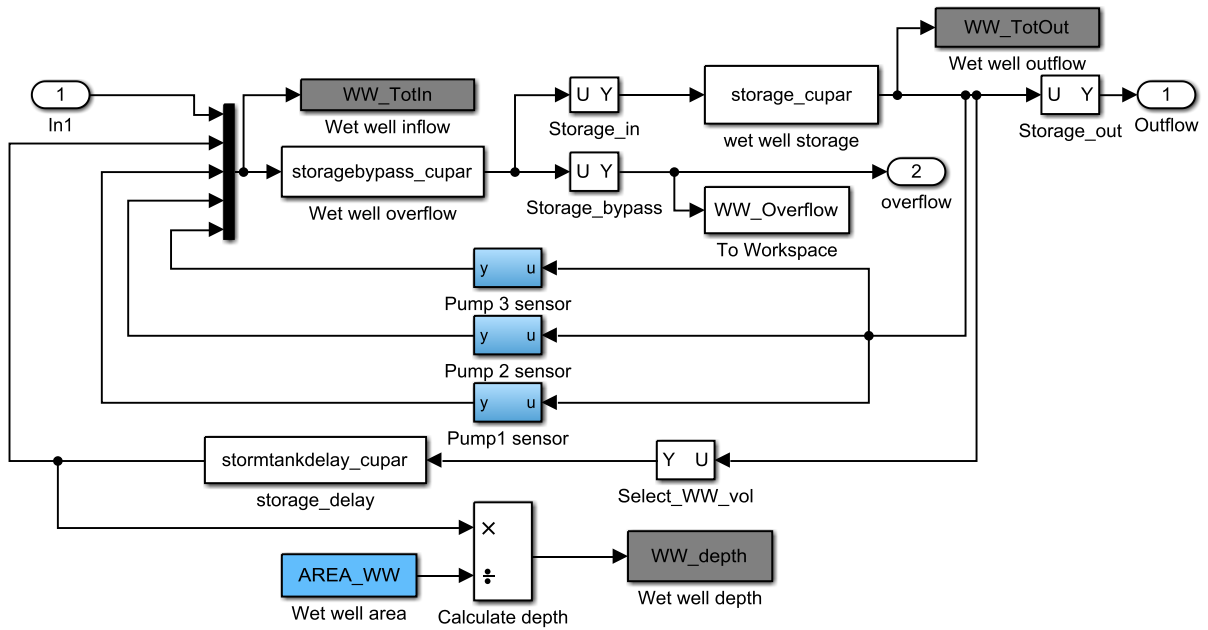 WW_TotOut
Wet well outflow
1
In1
WW_TotIn
Wet well inflow
U Y
Storage_in
storage_cupar
wet well storage
U Y
Storage_out
1
Outflow
storagebypass_cupar
Wet well overflow
U Y
Storage_bypass
2
overflow
WW_Overflow
To Workspace
y u
Pump 3 sensor
y u
Pump 2 sensor
y u
Pump1 sensor
stormtankdelay_cupar
storage_delay
Y U
Select_WW_vol
×
÷
Calculate depth
AREA_WW
Wet well area
WW_depth
Wet well depth